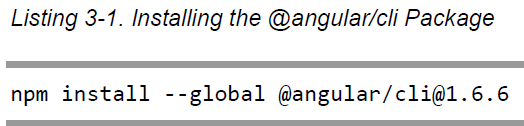 Listing 3-1. Installing the @angular/cli Package
npm install --global @angular/cli@1.6.6